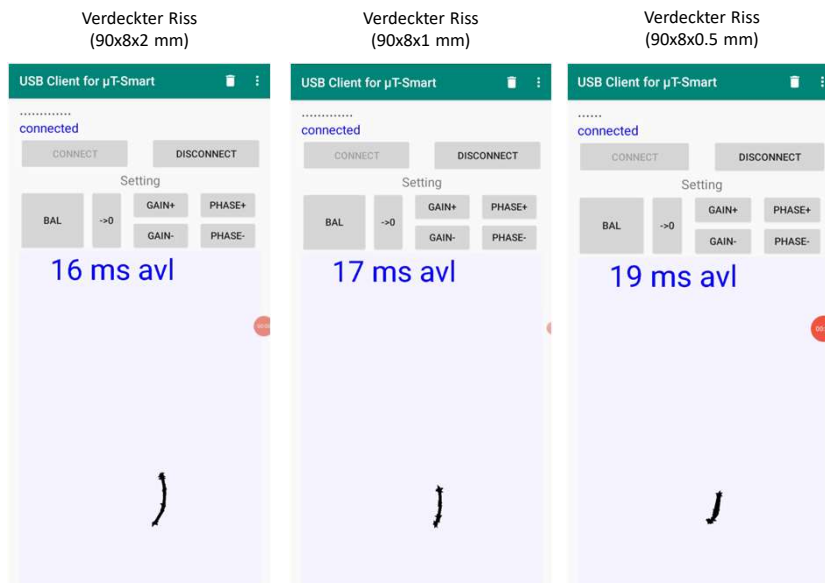 Verdeckter Riss
(90x8x2 mm)
USB Client for µT-Smart
.............
connected
CONNECT DISCONNECT
Setting
BAL ->0 GAIN+ PHASE+
GAIN- PHASE-
16 ms avl
Verdeckter Riss
(90x8x1 mm)
USB Client for µT-Smart
.............
connected
CONNECT DISCONNECT
Setting
BAL ->0 GAIN+ PHASE+
GAIN- PHASE-
17 ms avl
Verdeckter Riss
(90x8x0.5 mm)
USB Client for µT-Smart
......
connected
CONNECT DISCONNECT
Setting
BAL ->0 GAIN+ PHASE+
GAIN- PHASE-
19 ms avl